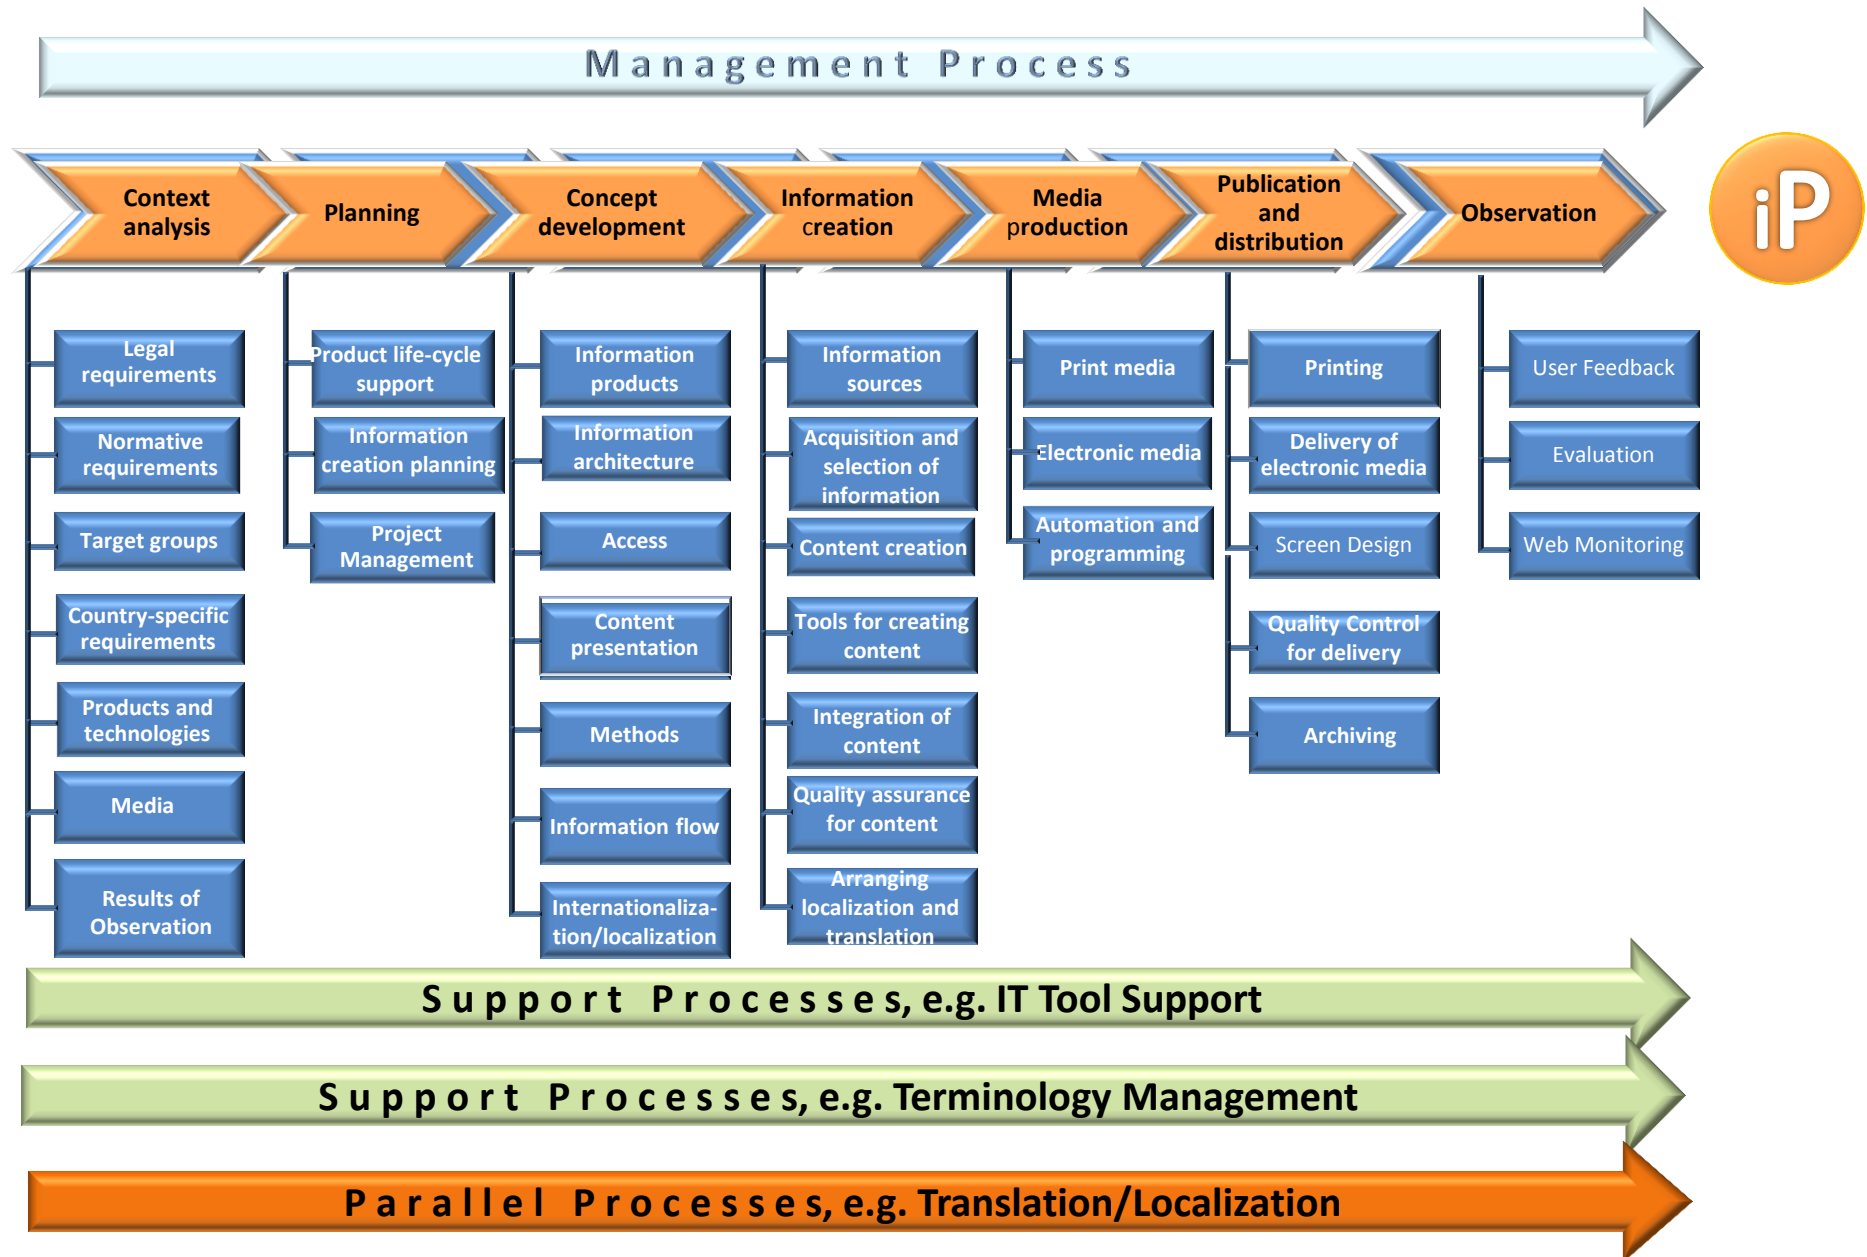 Management Process
iP
Context
analysis
Planning
Concept
development
Information
creation
Media
production
Publication
and
distribution
Observation
Legal
requirements
Normative
requirements
Target groups
Country-specific
requirements
Products and
technologies
Media
Results of
Observation
Product life-cycle
support
Information
creation planning
Project
Management
Information
products
Information
architecture
Access
Content
presentation
Methods
Information flow
Internationaliza-
tion/localization
Information
sources
Acquisition and
selection of
information
Content creation
Tools for creating
content
Integration of
content
Quality assurance
for content
Arranging
localization and
translation
Print media
Electronic media
Automation and
programming
Printing
Delivery of
electronic media
Screen Design
Quality Control
for delivery
Archiving
User Feedback
Evaluation
Web Monitoring
Support Processes, e.g. IT Tool Support
Support Processes, e.g. Terminology Management
Parallel Processes, e.g. Translation/Localization